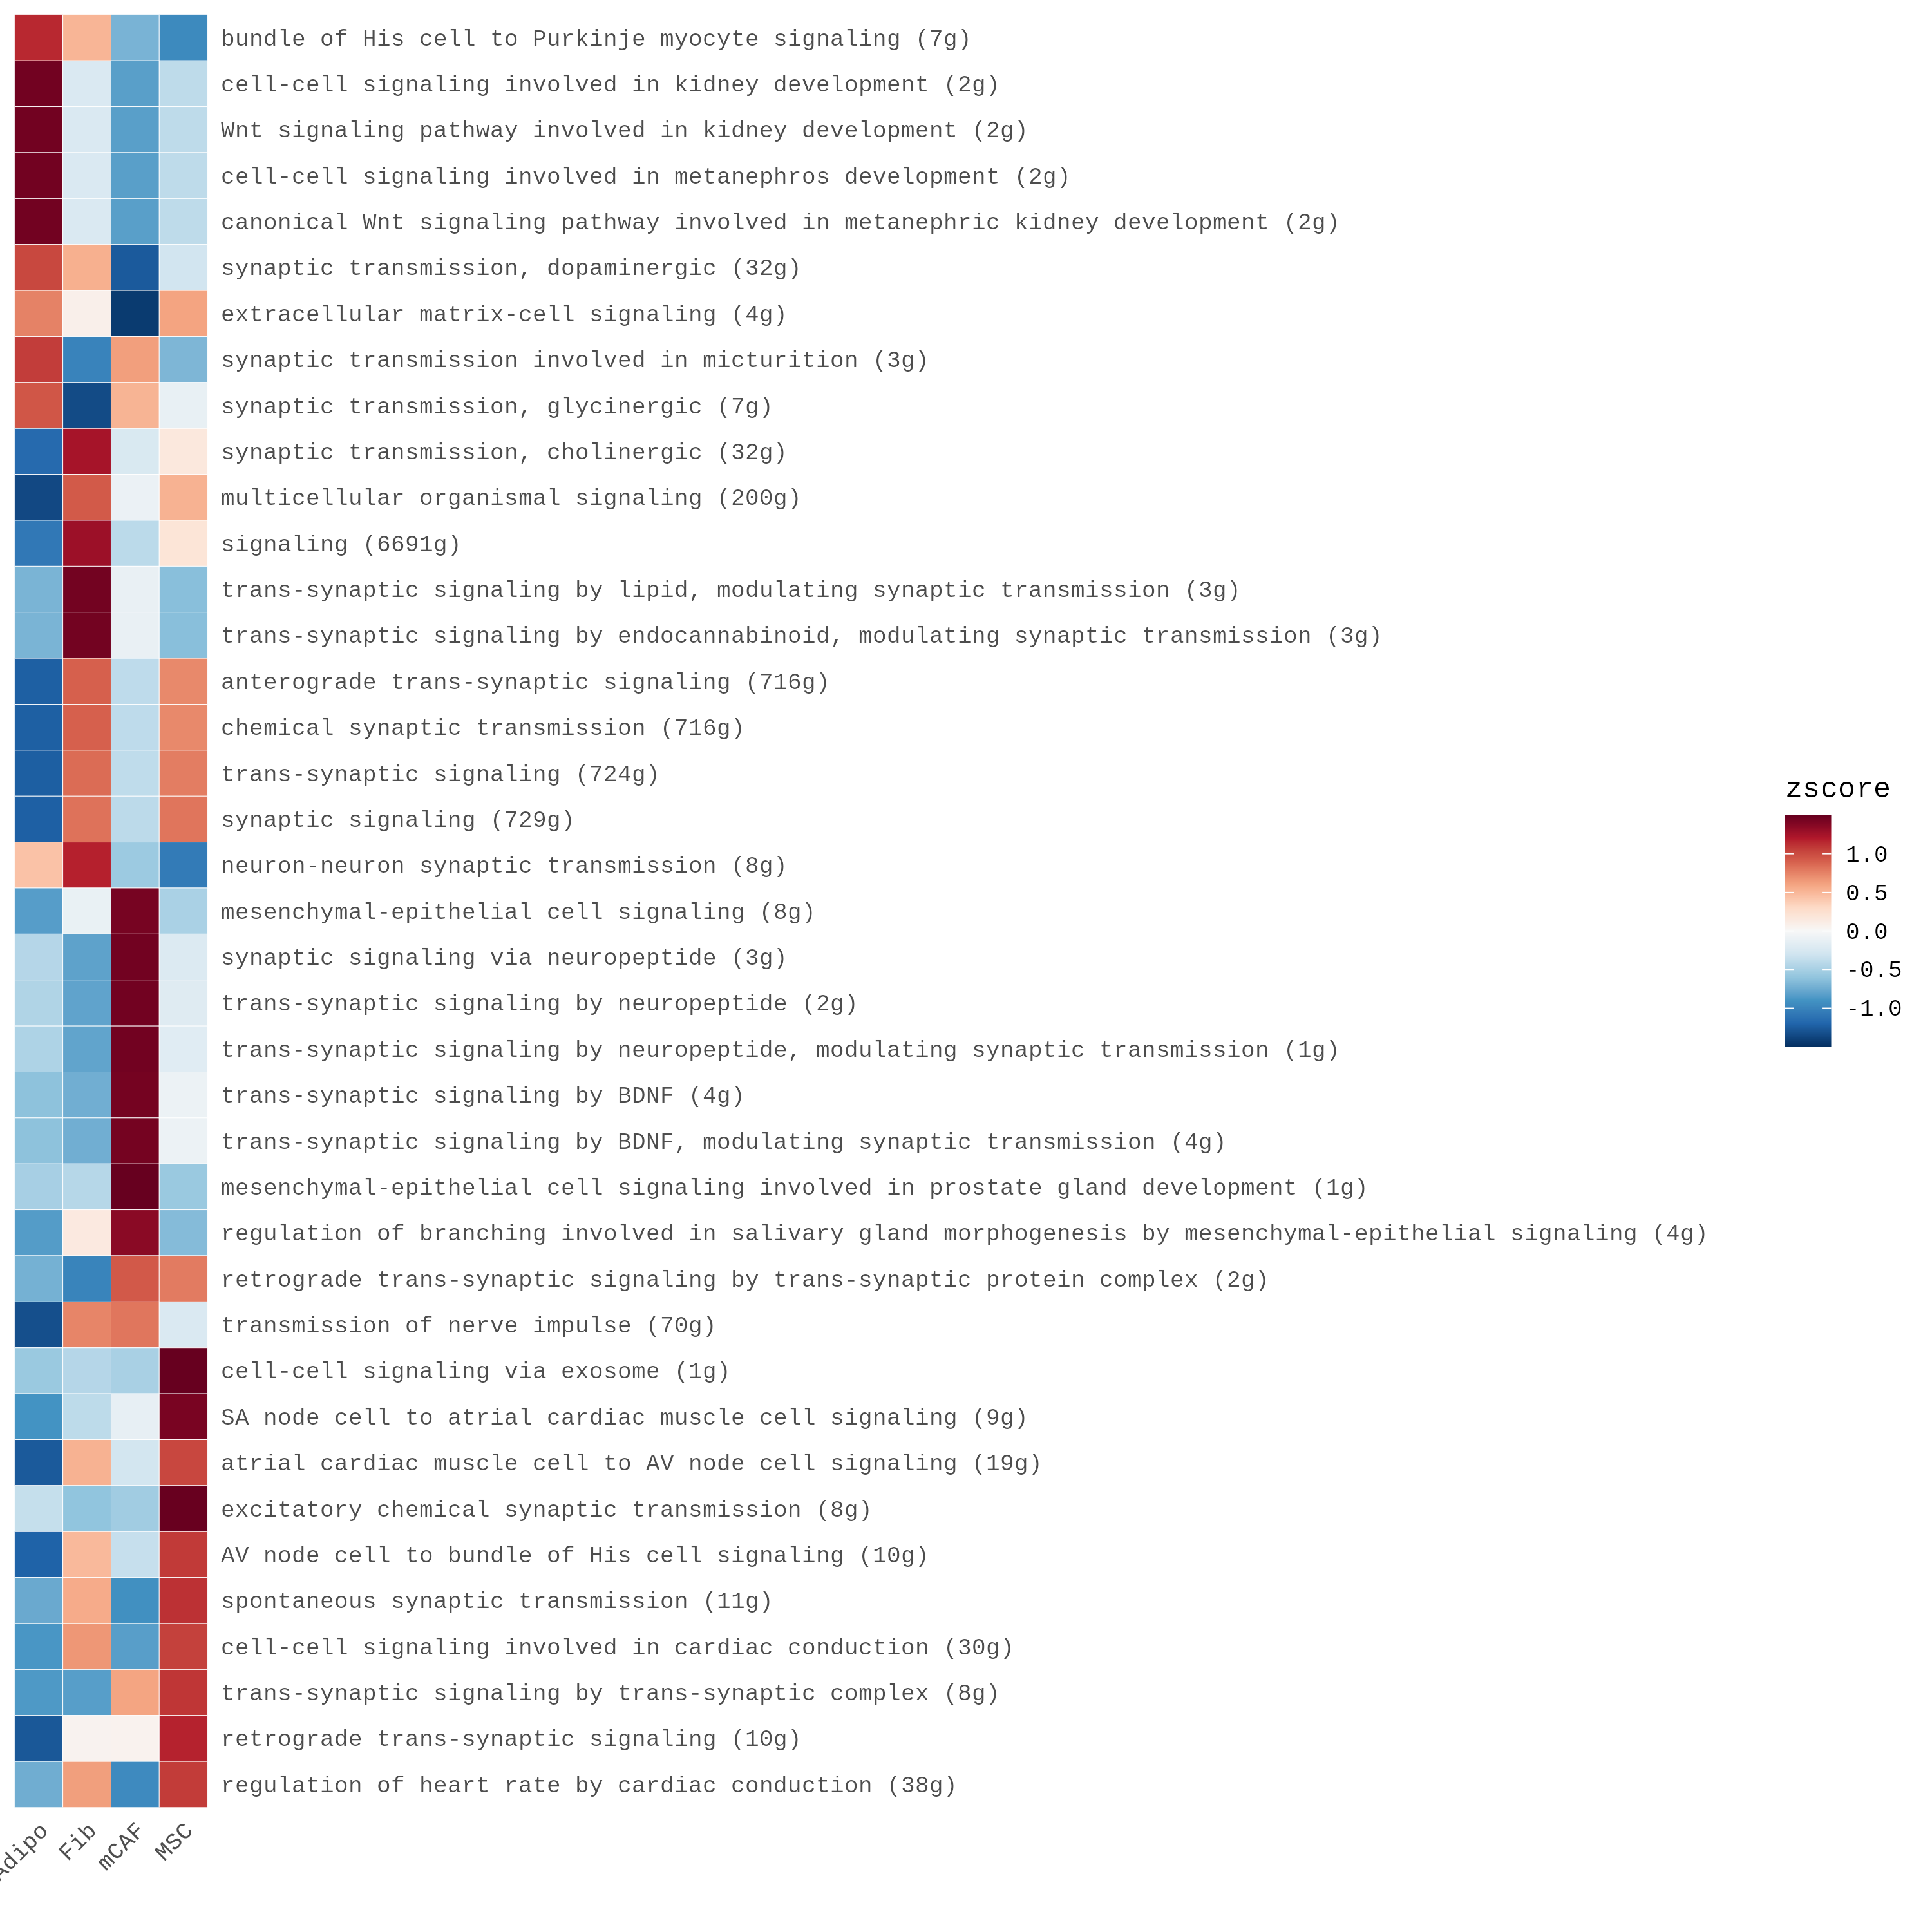 bundle of His cell to Purkinje myocyte signaling (7g)
cell-cell signaling involved in kidney development (2g)
Wnt signaling pathway involved in kidney development (2g)
cell-cell signaling involved in metanephros development (2g)
canonical Wnt signaling pathway involved in metanephric kidney development (2g)
synaptic transmission, dopaminergic (32g)
extracellular matrix-cell signaling (4g)
synaptic transmission involved in micturition (3g)
synaptic transmission, glycinergic (7g)
synaptic transmission, cholinergic (32g)
multicellular organismal signaling (200g)
signaling (6691g)
trans-synaptic signaling by lipid, modulating synaptic transmission (3g)
trans-synaptic signaling by endocannabinoid, modulating synaptic transmission (3g)
anterograde trans-synaptic signaling (716g)
chemical synaptic transmission (716g)
trans-synaptic signaling (724g)
synaptic signaling (729g)
neuron-neuron synaptic transmission (8g)
mesenchymal-epithelial cell signaling (8g)
synaptic signaling via neuropeptide (3g)
trans-synaptic signaling by neuropeptide (2g)
trans-synaptic signaling by neuropeptide, modulating synaptic transmission (1g)
trans-synaptic signaling by BDNF (4g)
trans-synaptic signaling by BDNF, modulating synaptic transmission (4g)
mesenchymal-epithelial cell signaling involved in prostate gland development (1g)
regulation of branching involved in salivary gland morphogenesis by mesenchymal-epithelial signaling (4g)
retrograde trans-synaptic signaling by trans-synaptic protein complex (2g)
transmission of nerve impulse (70g)
cell-cell signaling via exosome (1g)
SA node cell to atrial cardiac muscle cell signaling (9g)
atrial cardiac muscle cell to AV node cell signaling (19g)
excitatory chemical synaptic transmission (8g)
AV node cell to bundle of His cell signaling (10g)
spontaneous synaptic transmission (11g)
cell-cell signaling involved in cardiac conduction (30g)
trans-synaptic signaling by trans-synaptic complex (8g)
retrograde trans-synaptic signaling (10g)
regulation of heart rate by cardiac conduction (38g)
Adipo
Fib
mCAF
MSC
zscore
1.0
0.5
0.0
-0.5
-1.0